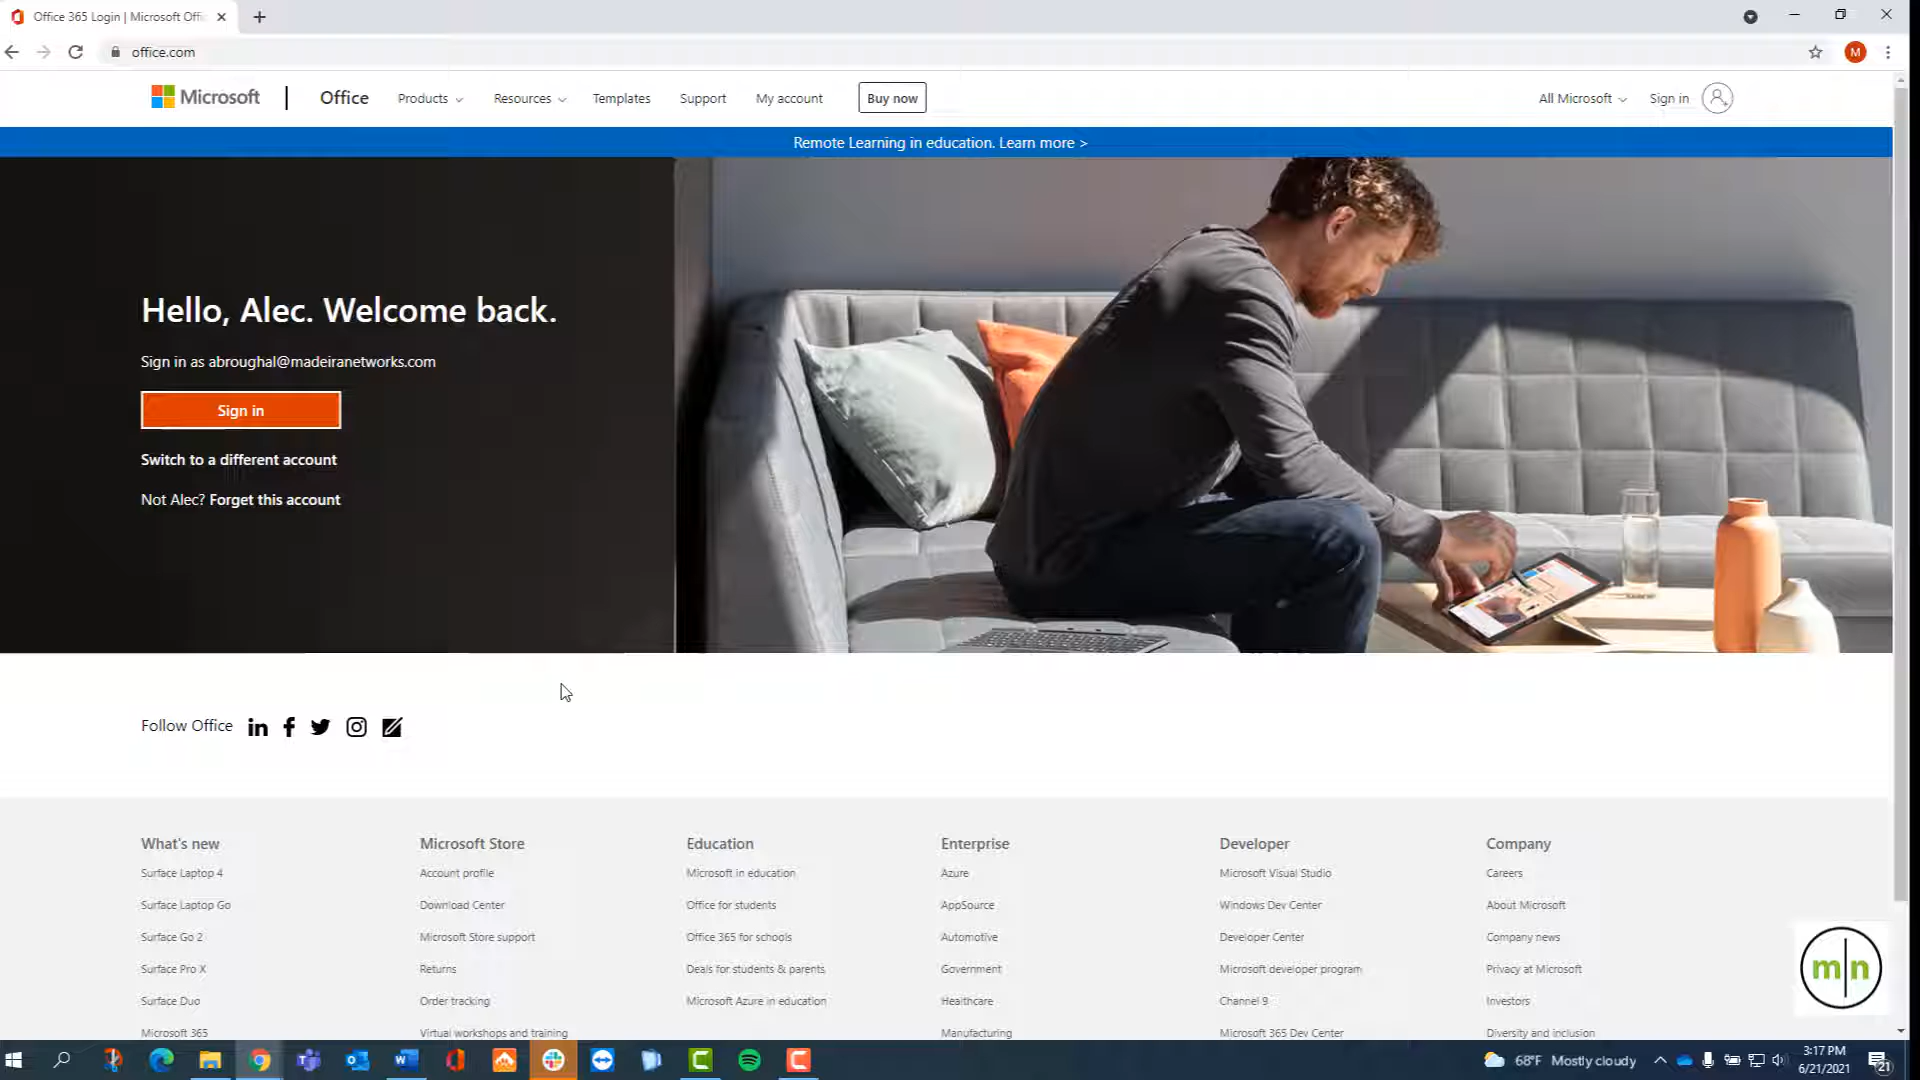 Office 365 Login | Microsoft Offi
office.com
M
Microsoft
Office
Products
Resources
Templates
Support
My account
Buy now
All Microsoft
Sign in
Remote Learning in education. Learn more >
Hello, Alec. Welcome back.
Sign in as abroughal@madeiranetworks.com
Sign in
Switch to a different account
Not Alec? Forget this account
Follow Office
What's new
Surface Laptop 4
Surface Laptop Go
Surface Go 2
Surface Pro X
Surface Duo
Microsoft 365
Microsoft Store
Account profile
Download Center
Microsoft Store support
Returns
Order tracking
Virtual workshops and training
Education
Microsoft in education
Office for students
Office 365 for schools
Deals for students & parents
Microsoft Azure in education
Enterprise
Azure
AppSource
Automotive
Government
Healthcare
Manufacturing
Developer
Microsoft Visual Studio
Windows Dev Center
Developer Center
Microsoft developer program
Channel 9
Microsoft 365 Dev Center
Company
Careers
About Microsoft
Company news
Privacy at Microsoft
Investors
Diversity and inclusion
m|n
68°F Mostly cloudy
3:17 PM
6/21/2021
21